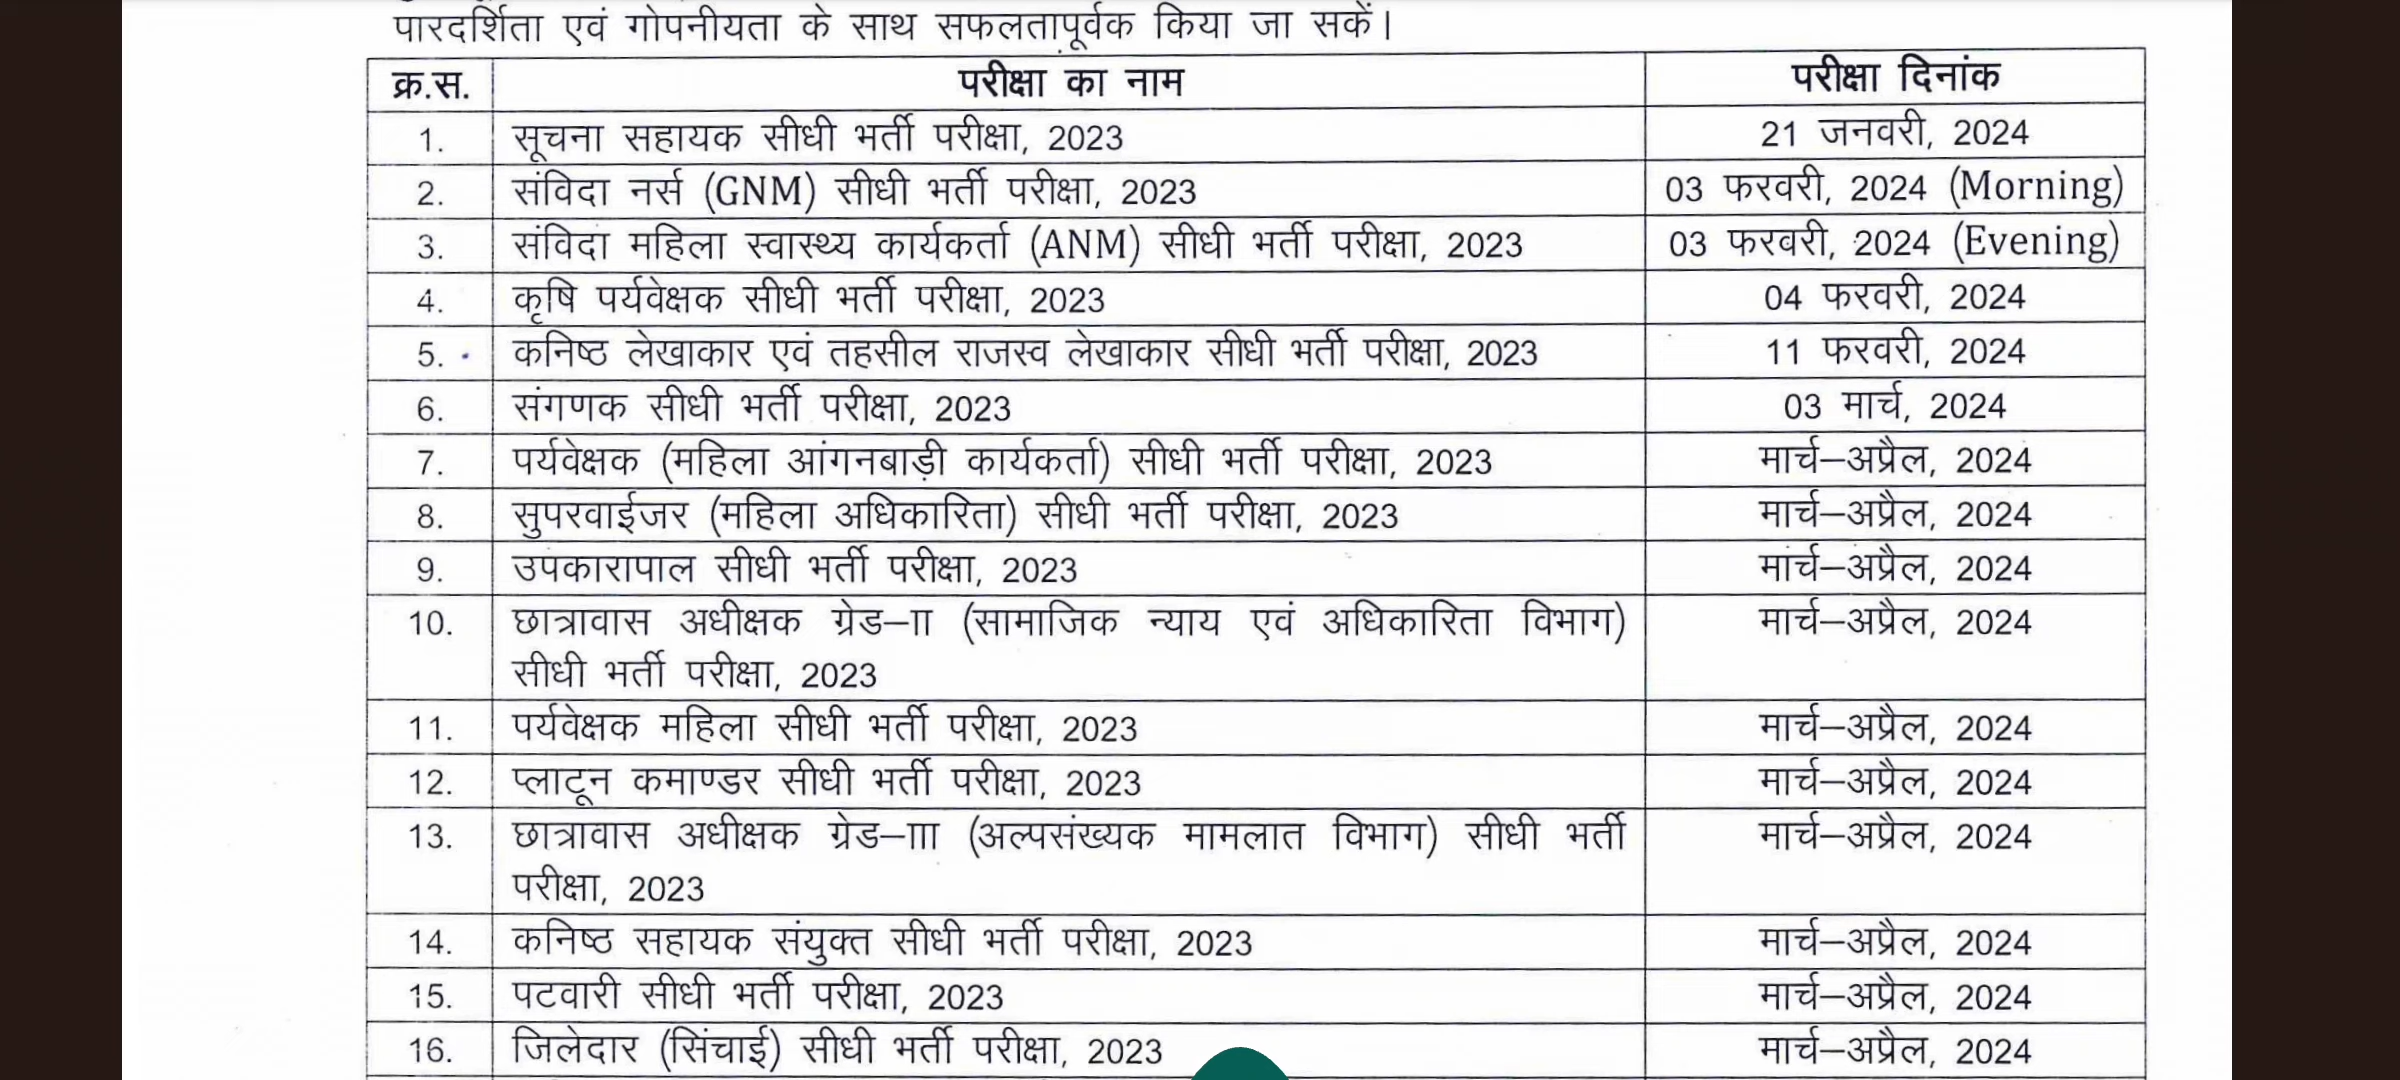 पारदर्शिता एवं गोपनीयता के साथ सफलतापूर्वक किया जा सकें।
क्र.स. परीक्षा का नाम परीक्षा दिनांक
1. सूचना सहायक सीधी भर्ती परीक्षा, 2023 21 जनवरी, 2024
2. संविदा नर्स (GNM) सीधी भर्ती परीक्षा, 2023 03 फरवरी, 2024 (Morning)
3. संविदा महिला स्वास्थ्य कार्यकर्ता (ANM) सीधी भर्ती परीक्षा, 2023 03 फरवरी, 2024 (Evening)
4. कृषि पर्यवेक्षक सीधी भर्ती परीक्षा, 2023 04 फरवरी, 2024
5. कनिष्ठ लेखाकार एवं तहसील राजस्व लेखाकार सीधी भर्ती परीक्षा, 2023 11 फरवरी, 2024
6. संगणक सीधी भर्ती परीक्षा, 2023 03 मार्च, 2024
7. पर्यवेक्षक (महिला आंगनबाड़ी कार्यकर्ता) सीधी भर्ती परीक्षा, 2023 मार्च–अप्रैल, 2024
8. सुपरवाईजर (महिला अधिकारिता) सीधी भर्ती परीक्षा, 2023 मार्च–अप्रैल, 2024
9. उपकारापाल सीधी भर्ती परीक्षा, 2023 मार्च–अप्रैल, 2024
10. छात्रावास अधीक्षक ग्रेड–II (सामाजिक न्याय एवं अधिकारिता विभाग) मार्च–अप्रैल, 2024
सीधी भर्ती परीक्षा, 2023
11. पर्यवेक्षक महिला सीधी भर्ती परीक्षा, 2023 मार्च–अप्रैल, 2024
12. प्लाटून कमाण्डर सीधी भर्ती परीक्षा, 2023 मार्च–अप्रैल, 2024
13. छात्रावास अधीक्षक ग्रेड–III (अल्पसंख्यक मामलात विभाग) सीधी भर्ती मार्च–अप्रैल, 2024
परीक्षा, 2023
14. कनिष्ठ सहायक संयुक्त सीधी भर्ती परीक्षा, 2023 मार्च–अप्रैल, 2024
15. पटवारी सीधी भर्ती परीक्षा, 2023 मार्च–अप्रैल, 2024
16. जिलेदार (सिंचाई) सीधी भर्ती परीक्षा, 2023 मार्च–अप्रैल, 2024